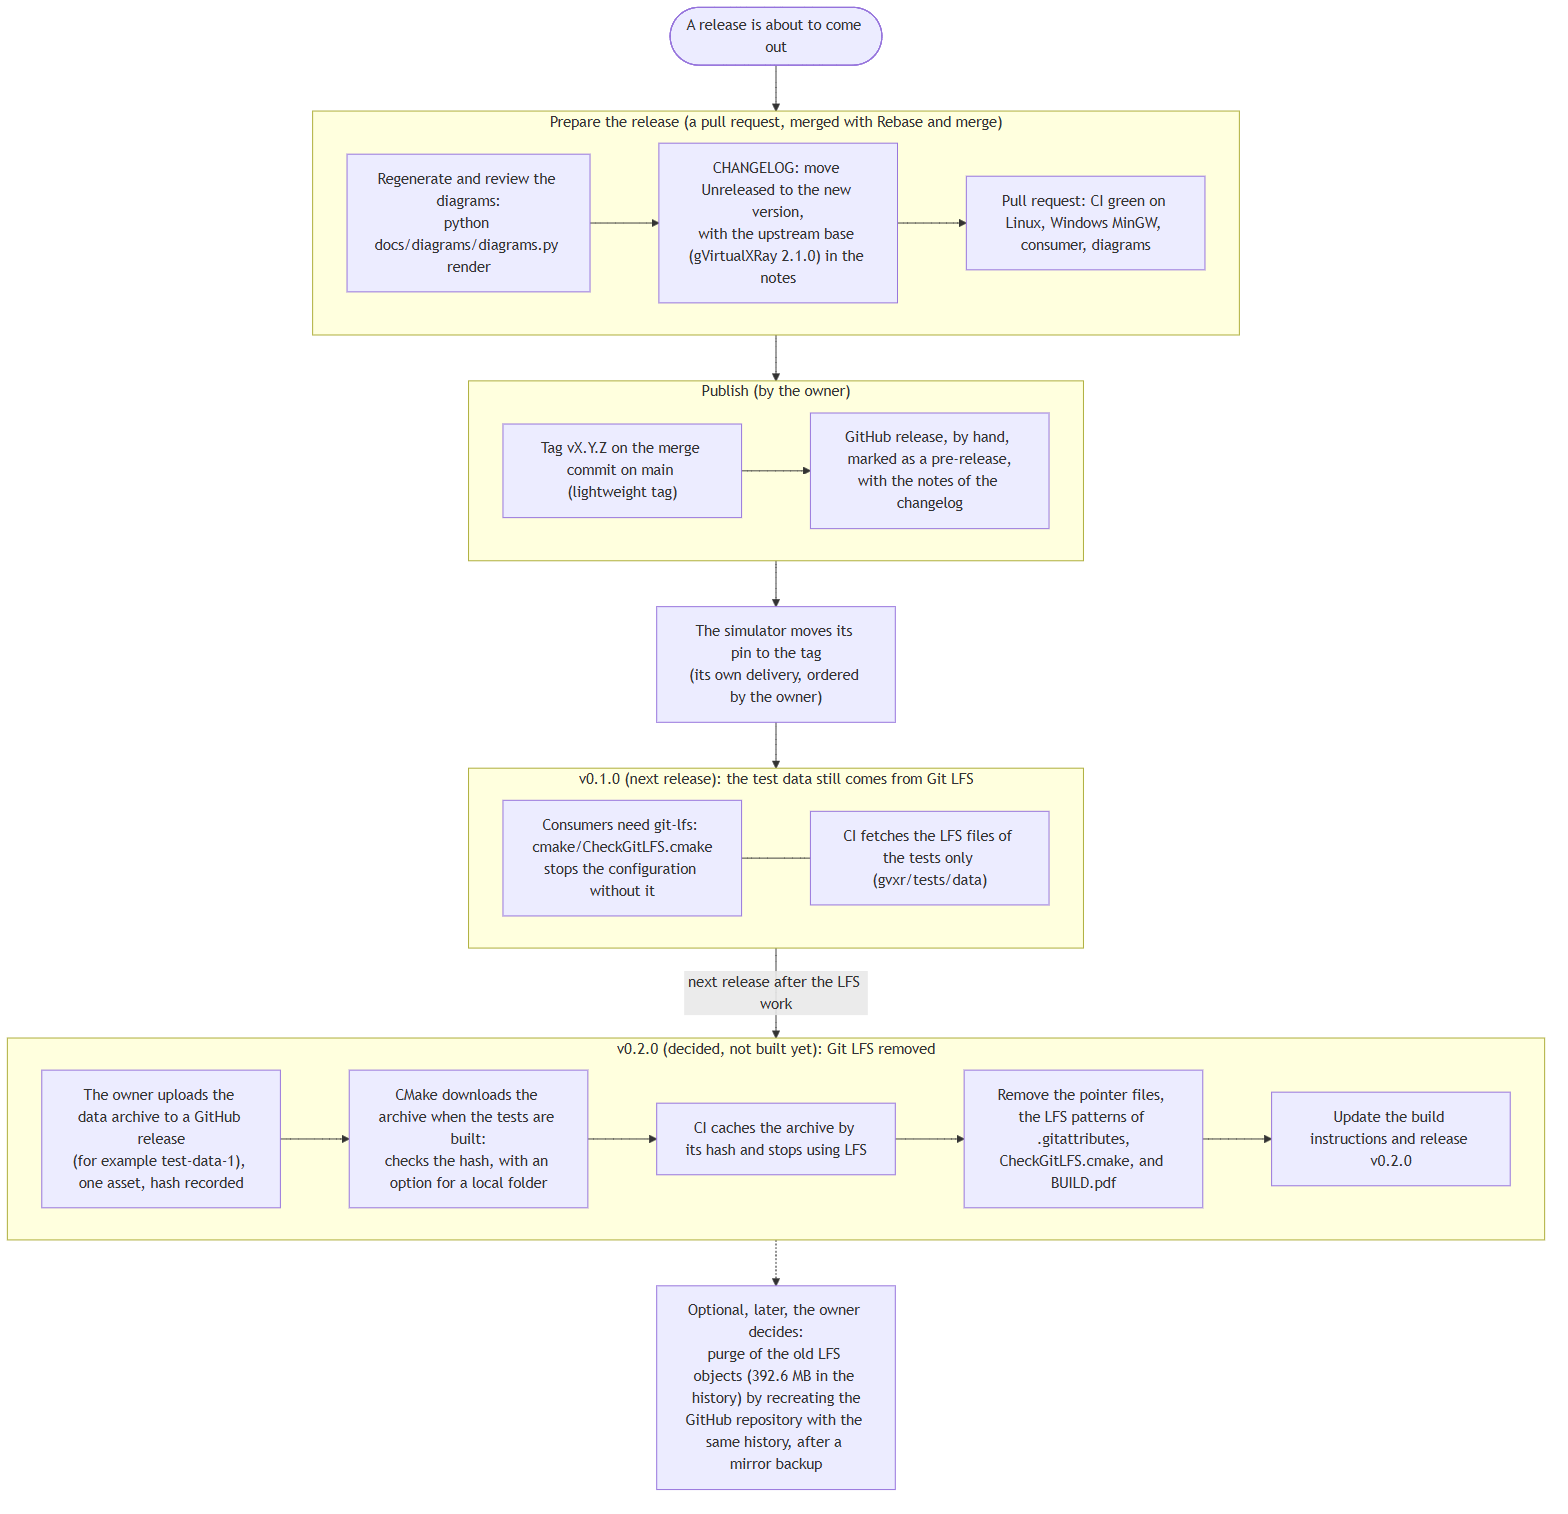 A release is about to come
out
Prepare the release (a pull request, merged with Rebase and merge)
Regenerate and review the
diagrams:
python
docs/diagrams/diagrams.py
render
CHANGELOG: move
Unreleased to the new
version,
with the upstream base
(gVirtualXRay 2.1.0) in the
notes
Pull request: CI green on
Linux, Windows MinGW,
consumer, diagrams
Publish (by the owner)
Tag vX.Y.Z on the merge
commit on main
(lightweight tag)
GitHub release, by hand,
marked as a pre-release,
with the notes of the
changelog
The simulator moves its
pin to the tag
(its own delivery, ordered
by the owner)
v0.1.0 (next release): the test data still comes from Git LFS
Consumers need git-lfs:
cmake/CheckGitLFS.cmake
stops the configuration
without it
CI fetches the LFS files of
the tests only
(gvxr/tests/data)
next release after the LFS
work
v0.2.0 (decided, not built yet): Git LFS removed
The owner uploads the
data archive to a GitHub
release
(for example test-data-1),
one asset, hash recorded
CMake downloads the
archive when the tests are
built:
checks the hash, with an
option for a local folder
CI caches the archive by
its hash and stops using LFS
Remove the pointer files,
the LFS patterns of
.gitattributes,
CheckGitLFS.cmake, and
BUILD.pdf
Update the build
instructions and release
v0.2.0
Optional, later, the owner
decides:
purge of the old LFS
objects (392.6 MB in the
history) by recreating the
GitHub repository with the
same history, after a
mirror backup